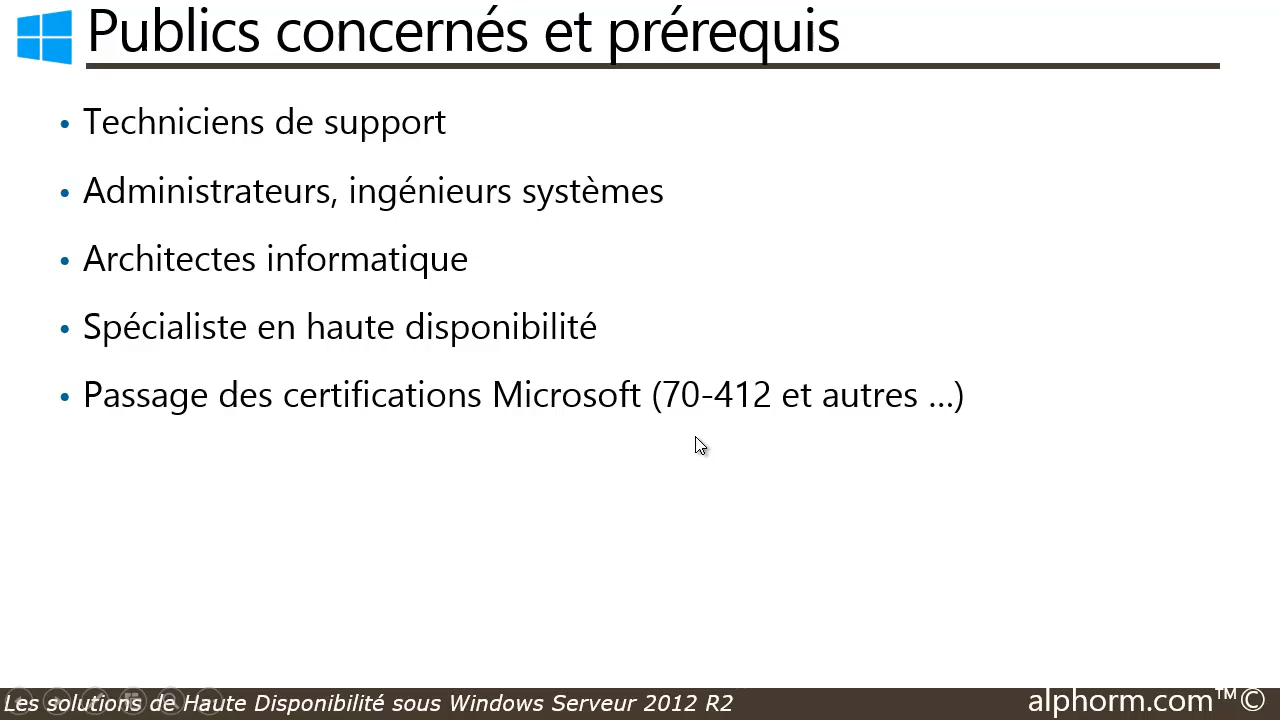 Publics concernés et prérequis
• Techniciens de support
• Administrateurs, ingénieurs systèmes
• Architectes informatique
• Spécialiste en haute disponibilité
• Passage des certifications Microsoft (70-412 et autres ...)
Les solutions de Haute Disponibilité sous Windows Serveur 2012 R2
alphorm.com™©